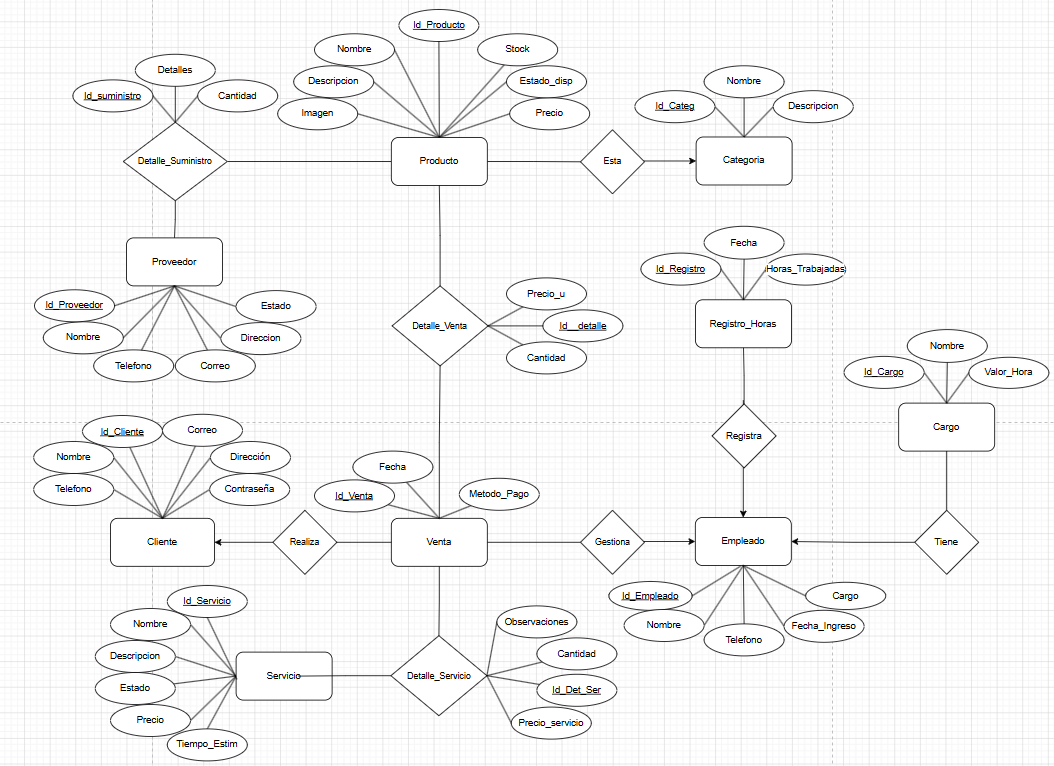 Id_Producto
Nombre
Stock
Descripcion
Estado_disp
Imagen
Precio
Producto
Detalles
Id_suministro
Cantidad
Detalle_Suministro
Nombre
Id_Categ
Descripcion
Esta
Categoria
Proveedor
Id_Proveedor
Estado
Nombre
Direccion
Telefono
Correo
Detalle_Venta
Precio_u
Id__detalle
Cantidad
Fecha
Id_Registro
Horas_Trabajadas
Registro_Horas
Nombre
Id_Cargo
Valor_Hora
Cargo
Registra
Id_Cliente
Correo
Nombre
Dirección
Telefono
Contraseña
Cliente
Realiza
Fecha
Id_Venta
Metodo_Pago
Venta
Gestiona
Empleado
Tiene
Id_Empleado
Cargo
Nombre
Fecha_Ingreso
Telefono
Id_Servicio
Nombre
Descripcion
Estado
Precio
Tiempo_Estim
Servicio
Detalle_Servicio
Observaciones
Cantidad
Id_Det_Ser
Precio_servicio